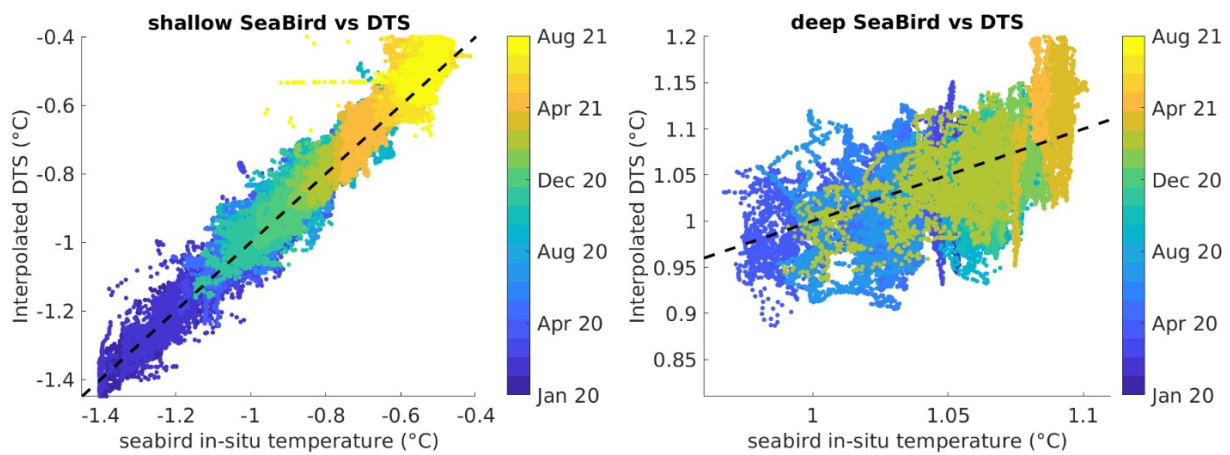 shallow SeaBird vs DTS
-0.4
-0.6
-0.8
-1
-1.2
-1.4
Interpolated DTS (°C)
-1.4
-1.2
-1
-0.8
-0.6
-0.4
seabird in-situ temperature (°C)
Aug 21
Apr 21
Dec 20
Aug 20
Apr 20
Jan 20
deep SeaBird vs DTS
1.2
1.15
1.1
1.05
1
0.95
0.9
0.85
Interpolated DTS (°C)
1
1.05
1.1
seabird in-situ temperature (°C)
Aug 21
Apr 21
Dec 20
Aug 20
Apr 20
Jan 20